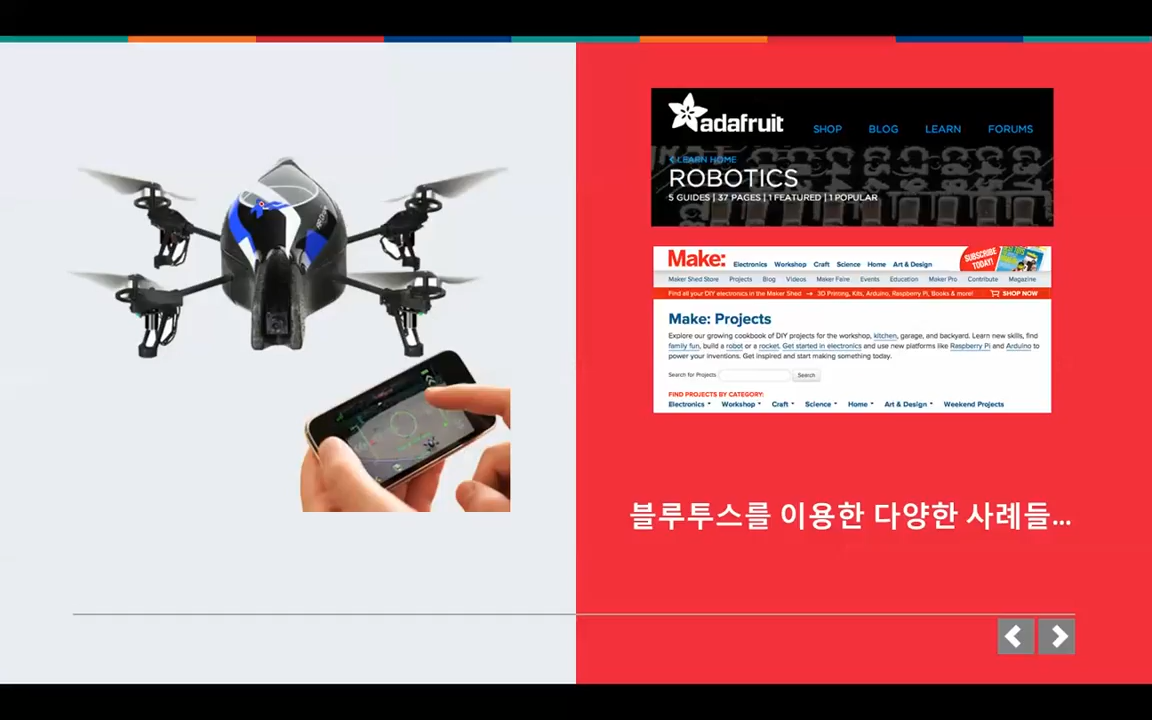 adafruit
SHOP BLOG LEARN FORUMS
< LEARN HOME
ROBOTICS
5 GUIDES | 37 PAGES | 1 FEATURED | 1 POPULAR
Make:
Electronics Workshop Craft Science Home Art & Design
SUBSCRIBE TODAY!
Maker Shed Store Projects Blog Videos Maker Faire Events Education Maker Pro Contribute Magazine
Find all your DIY electronics in the Maker Shed → 3D Printing, Kits, Arduino, Raspberry Pi, Books & more! SHOP NOW
Make: Projects
Explore our growing cookbook of DIY projects for the workshop, kitchen, garage, and backyard. Learn new skills, find
family fun, build a robot or a rocket. Get started in electronics and use new platforms like Raspberry Pi and Arduino to
power your inventions. Get inspired and start making something today.
Search for Projects Search
FIND PROJECTS BY CATEGORY:
Electronics Workshop Craft Science Home Art & Design Weekend Projects
블루투스를 이용한 다양한 사례들...